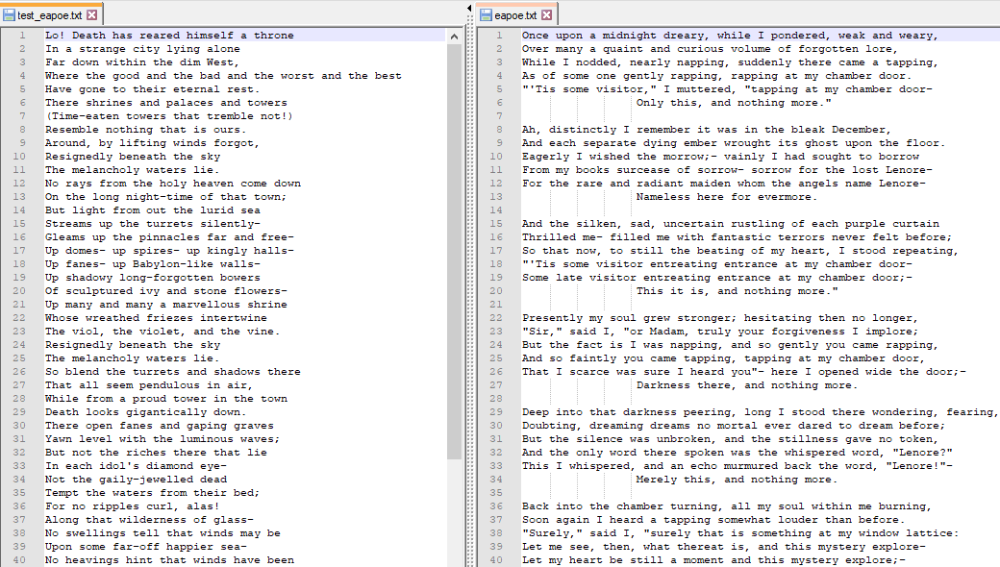 test_eapoe.txt
1 Lo! Death has reared himself a throne
2 In a strange city lying alone
3 Far down within the dim West,
4 Where the good and the bad and the worst and the best
5 Have gone to their eternal rest.
6 There shrines and palaces and towers
7 (Time-eaten towers that tremble not!)
8 Resemble nothing that is ours.
9 Around, by lifting winds forgot,
10 Resignedly beneath the sky
11 The melancholy waters lie.
12 No rays from the holy heaven come down
13 On the long night-time of that town;
14 But light from out the lurid sea
15 Streams up the turrets silently-
16 Gleams up the pinnacles far and free-
17 Up domes- up spires- up kingly halls-
18 Up fanes- up Babylon-like walls-
19 Up shadowy long-forgotten bowers
20 Of sculptured ivy and stone flowers-
21 Up many and many a marvellous shrine
22 Whose wreathed friezes intertwine
23 The viol, the violet, and the vine.
24 Resignedly beneath the sky
25 The melancholy waters lie.
26 So blend the turrets and shadows there
27 That all seem pendulous in air,
28 While from a proud tower in the town
29 Death looks gigantically down.
30 There open fanes and gaping graves
31 Yawn level with the luminous waves;
32 But not the riches there that lie
33 In each idol's diamond eye-
34 Not the gaily-jewelled dead
35 Tempt the waters from their bed;
36 For no ripples curl, alas!
37 Along that wilderness of glass-
38 No swellings tell that winds may be
39 Upon some far-off happier sea-
40 No heavings hint that winds have been
eapoe.txt
1 Once upon a midnight dreary, while I pondered, weak and weary,
2 Over many a quaint and curious volume of forgotten lore,
3 While I nodded, nearly napping, suddenly there came a tapping,
4 As of some one gently rapping, rapping at my chamber door.
5 "'Tis some visitor," I muttered, "tapping at my chamber door-
6 Only this, and nothing more."
7
8 Ah, distinctly I remember it was in the bleak December,
9 And each separate dying ember wrought its ghost upon the floor.
10 Eagerly I wished the morrow;- vainly I had sought to borrow
11 From my books surcease of sorrow- sorrow for the lost Lenore-
12 For the rare and radiant maiden whom the angels name Lenore-
13 Nameless here for evermore.
14
15 And the silken, sad, uncertain rustling of each purple curtain
16 Thrilled me- filled me with fantastic terrors never felt before;
17 So that now, to still the beating of my heart, I stood repeating,
18 "'Tis some visitor entreating entrance at my chamber door-
19 Some late visitor entreating entrance at my chamber door;-
20 This it is, and nothing more."
21
22 Presently my soul grew stronger; hesitating then no longer,
23 "Sir," said I, "or Madam, truly your forgiveness I implore;
24 But the fact is I was napping, and so gently you came rapping,
25 And so faintly you came tapping, tapping at my chamber door,
26 That I scarce was sure I heard you"- here I opened wide the door;-
27 Darkness there, and nothing more.
28
29 Deep into that darkness peering, long I stood there wondering, fearing,
30 Doubting, dreaming dreams no mortal ever dared to dream before;
31 But the silence was unbroken, and the stillness gave no token,
32 And the only word there spoken was the whispered word, "Lenore?"
33 This I whispered, and an echo murmured back the word, "Lenore!"-
34 Merely this, and nothing more.
35
36 Back into the chamber turning, all my soul within me burning,
37 Soon again I heard a tapping somewhat louder than before.
38 "Surely," said I, "surely that is something at my window lattice:
39 Let me see, then, what thereat is, and this mystery explore-
40 Let my heart be still a moment and this mystery explore;-